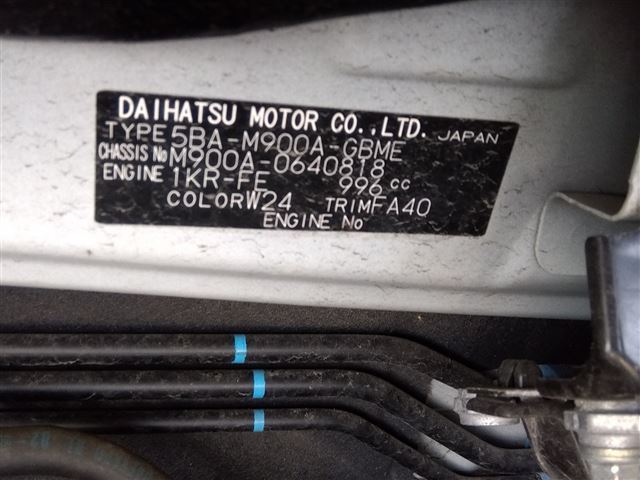 DAIHATSU MOTOR CO.,LTD. JAPAN
TYPE 5BA-M900A-GBME
CHASSIS No M900A-0640818
ENGINE 1KR-FE 996 cc
COLOR W24 TRIM FA40
ENGINE No